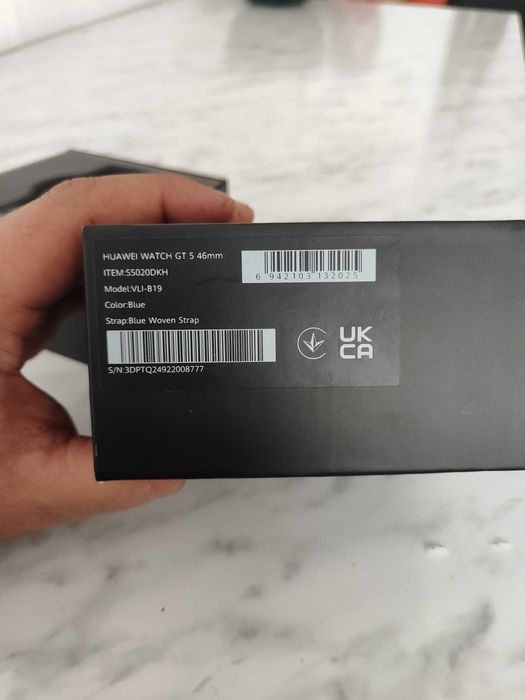 HUAWEI WATCH GT 5 46mm
ITEM:55020DKH
Model:VLI-B19
Color:Blue
Strap:Blue Woven Strap
S/N:3DPTQ24922008777
6 942103 132025
UK
CA